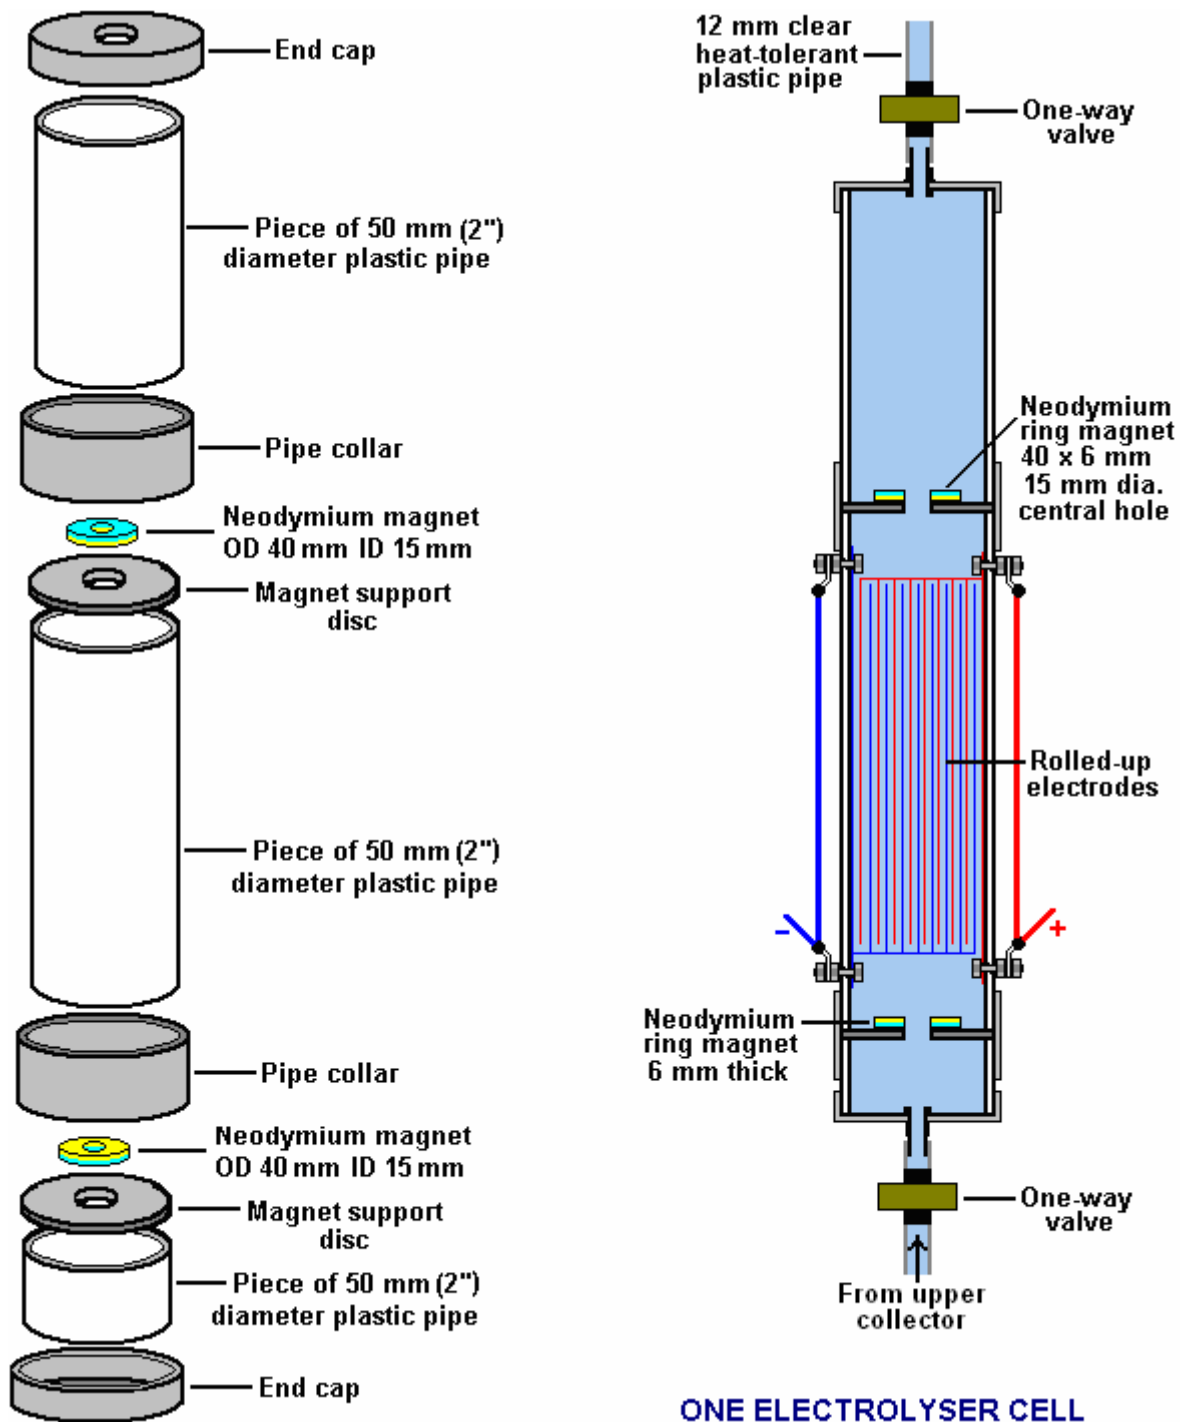 End cap
Piece of 50 mm (2")
diameter plastic pipe
Pipe collar
Neodymium magnet
OD 40 mm ID 15 mm
Magnet support
disc
Piece of 50 mm (2")
diameter plastic pipe
Pipe collar
Neodymium magnet
OD 40 mm ID 15 mm
Magnet support
disc
Piece of 50 mm (2")
diameter plastic pipe
End cap
12 mm clear
heat-tolerant
plastic pipe
One-way
valve
Neodymium
ring magnet
40 x 6 mm
15 mm dia.
central hole
Rolled-up
electrodes
-
+
Neodymium
ring magnet
6 mm thick
One-way
valve
From upper
collector
ONE ELECTROLYSER CELL